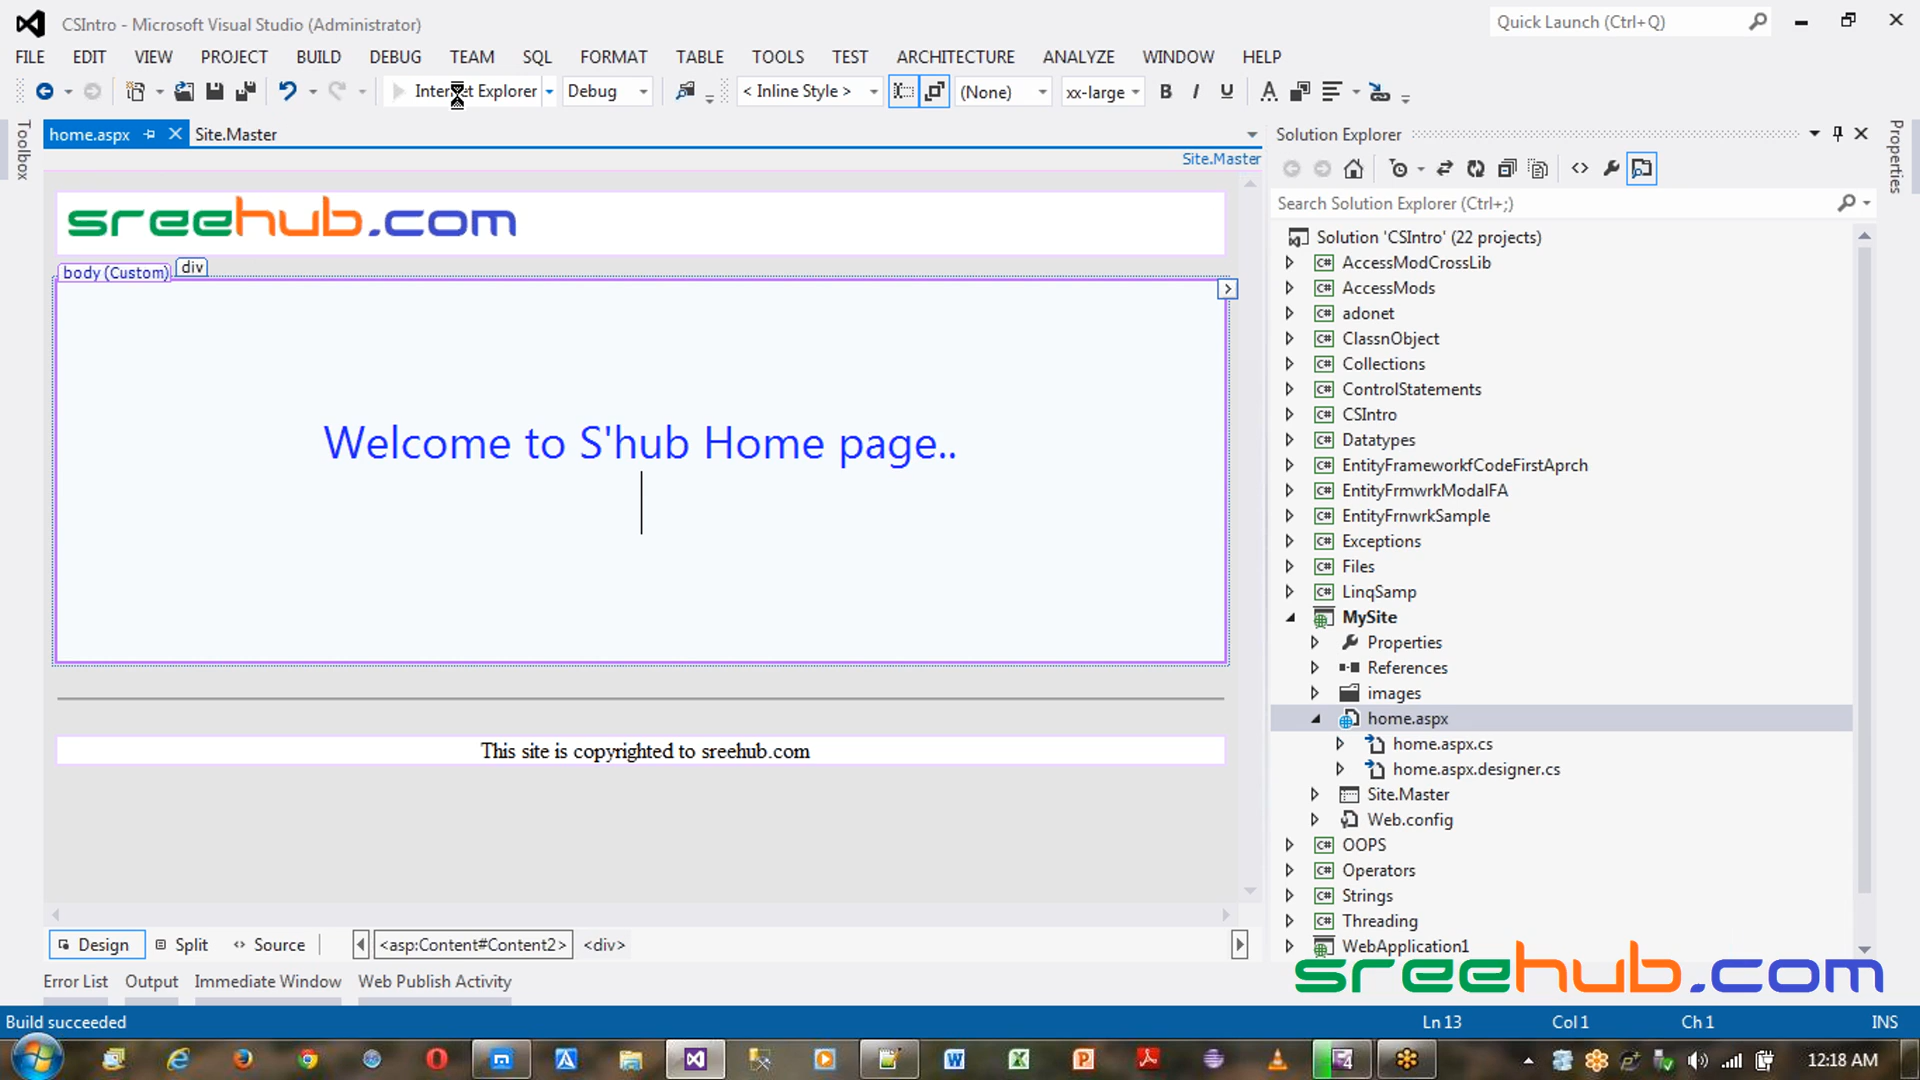 CSIntro - Microsoft Visual Studio (Administrator)
Quick Launch (Ctrl+Q)
FILE EDIT VIEW PROJECT BUILD DEBUG TEAM SQL FORMAT TABLE TOOLS TEST ARCHITECTURE ANALYZE WINDOW HELP
Internet Explorer Debug < Inline Style > (None) xx-large B I U A
Toolbox
home.aspx Site.Master
Site.Master
sreehub.com
body (Custom) div
Welcome to S'hub Home page..
This site is copyrighted to sreehub.com
Design Split Source <asp:Content#Content2> <div>
Error List Output Immediate Window Web Publish Activity
Solution Explorer
Properties
Search Solution Explorer (Ctrl+;)
Solution 'CSIntro' (22 projects)
AccessModCrossLib
AccessMods
adonet
ClassnObject
Collections
ControlStatements
CSIntro
Datatypes
EntityFrameworkfCodeFirstAprch
EntityFrmwrkModalFA
EntityFrnwrkSample
Exceptions
Files
LinqSamp
MySite
Properties
References
images
home.aspx
home.aspx.cs
home.aspx.designer.cs
Site.Master
Web.config
OOPS
Operators
Strings
Threading
WebApplication1
sreehub.com
Build succeeded Ln 13 Col 1 Ch 1 INS
12:18 AM